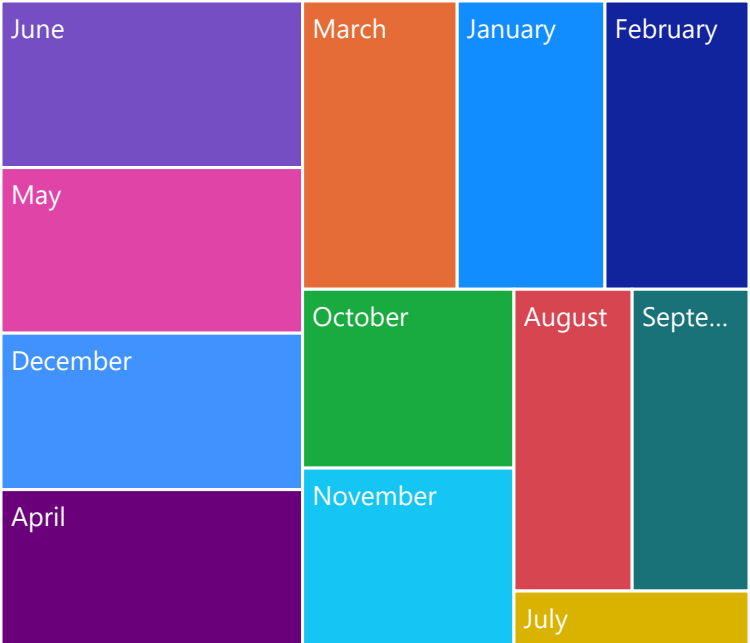 June
March
January
February
May
October
August
Septe...
December
November
April
July